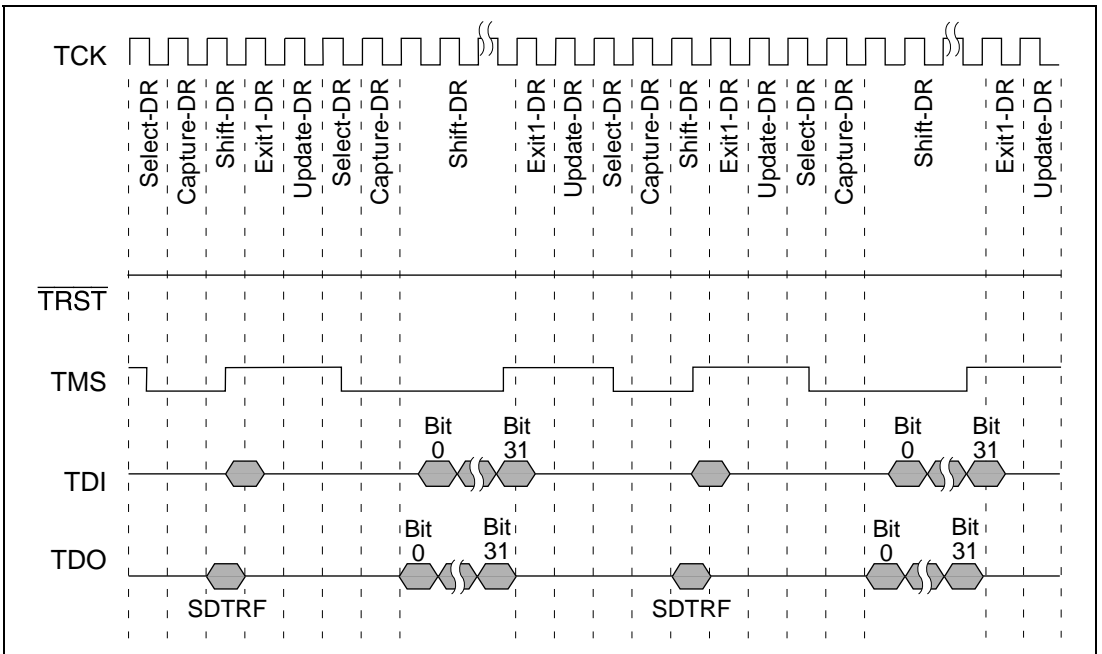 TCK
Select-DR
Capture-DR
Shift-DR
Exit1-DR
Update-DR
Select-DR
Capture-DR
Shift-DR
Exit1-DR
Update-DR
Select-DR
Capture-DR
Shift-DR
Exit1-DR
Update-DR
Select-DR
Capture-DR
Shift-DR
Exit1-DR
Update-DR
TRST
TMS
Bit
0
Bit
31
Bit
0
Bit
31
TDI
Bit
0
Bit
31
Bit
0
Bit
31
TDO
SDTRF
SDTRF